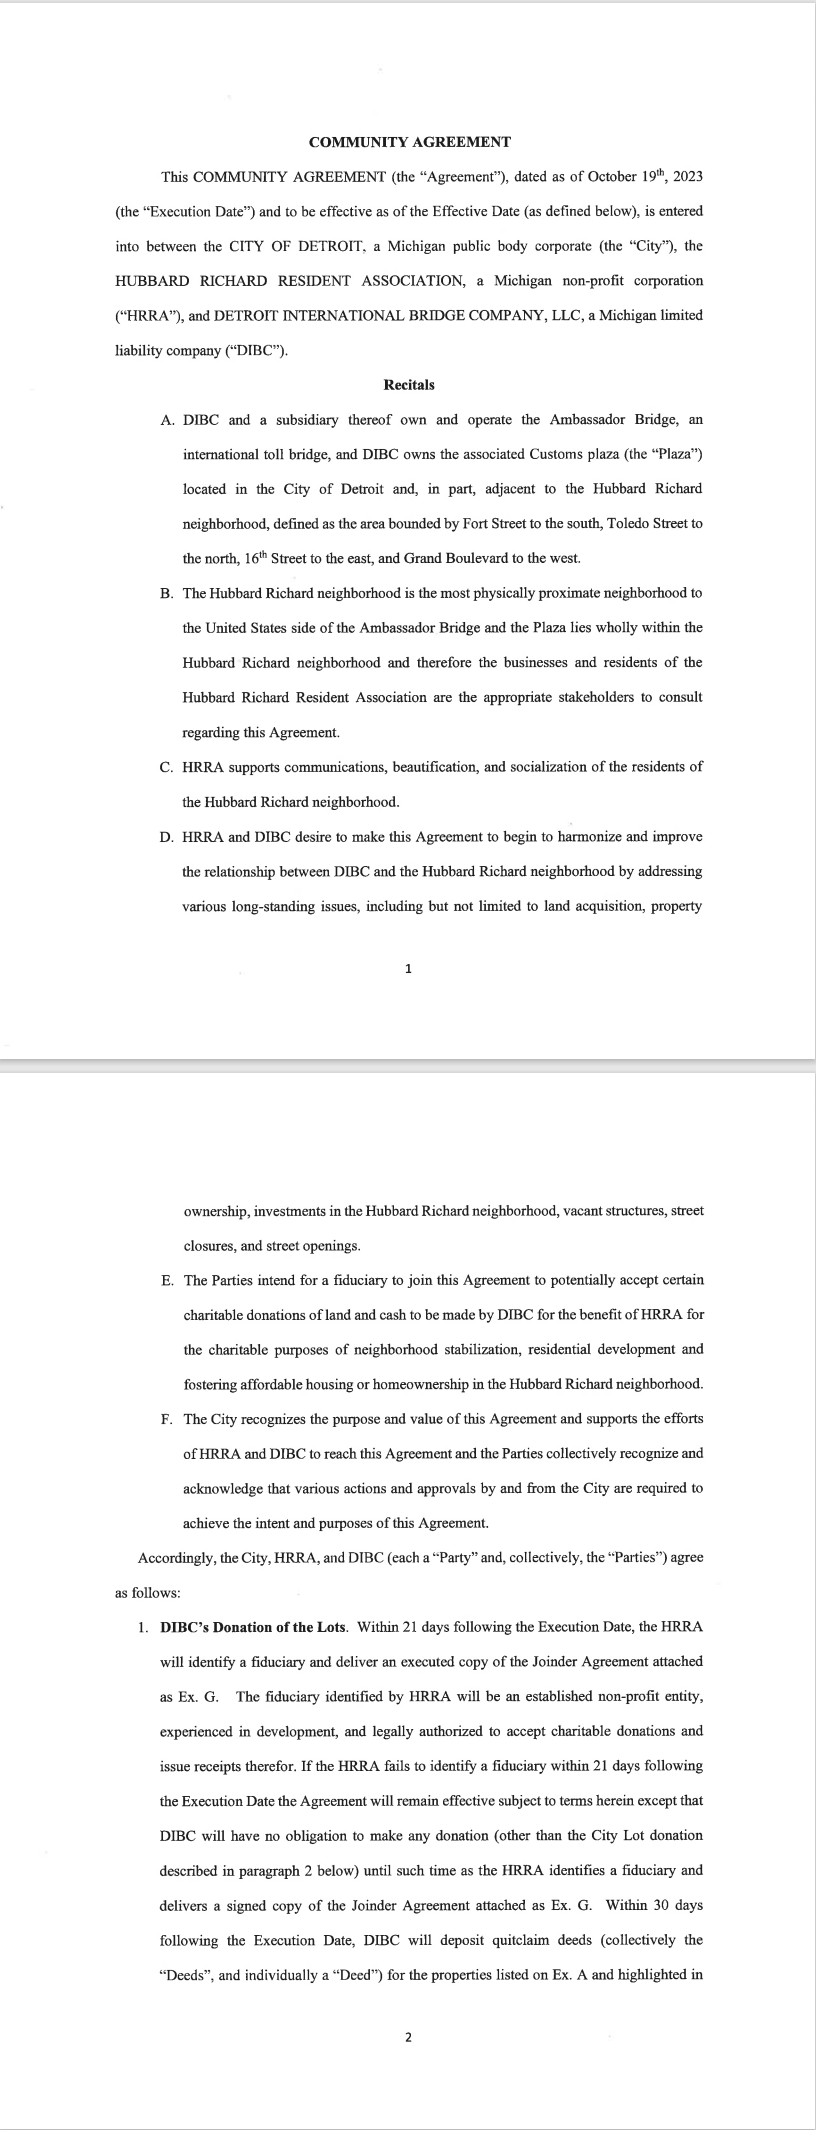 COMMUNITY AGREEMENT
This COMMUNITY AGREEMENT (the “Agreement”), dated as of October 19th, 2023
(the “Execution Date”) and to be effective as of the Effective Date (as defined below), is entered
into between the CITY OF DETROIT, a Michigan public body corporate (the “City”), the
HUBBARD RICHARD RESIDENT ASSOCIATION, a Michigan non-profit corporation
(“HRRA”), and DETROIT INTERNATIONAL BRIDGE COMPANY, LLC, a Michigan limited
liability company (“DIBC”).
Recitals
A. DIBC and a subsidiary thereof own and operate the Ambassador Bridge, an
international toll bridge, and DIBC owns the associated Customs plaza (the “Plaza”)
located in the City of Detroit and, in part, adjacent to the Hubbard Richard
neighborhood, defined as the area bounded by Fort Street to the south, Toledo Street to
the north, 16th Street to the east, and Grand Boulevard to the west.
B. The Hubbard Richard neighborhood is the most physically proximate neighborhood to
the United States side of the Ambassador Bridge and the Plaza lies wholly within the
Hubbard Richard neighborhood and therefore the businesses and residents of the
Hubbard Richard Resident Association are the appropriate stakeholders to consult
regarding this Agreement.
C. HRRA supports communications, beautification, and socialization of the residents of
the Hubbard Richard neighborhood.
D. HRRA and DIBC desire to make this Agreement to begin to harmonize and improve
the relationship between DIBC and the Hubbard Richard neighborhood by addressing
various long-standing issues, including but not limited to land acquisition, property
1
ownership, investments in the Hubbard Richard neighborhood, vacant structures, street
closures, and street openings.
E. The Parties intend for a fiduciary to join this Agreement to potentially accept certain
charitable donations of land and cash to be made by DIBC for the benefit of HRRA for
the charitable purposes of neighborhood stabilization, residential development and
fostering affordable housing or homeownership in the Hubbard Richard neighborhood.
F. The City recognizes the purpose and value of this Agreement and supports the efforts
of HRRA and DIBC to reach this Agreement and the Parties collectively recognize and
acknowledge that various actions and approvals by and from the City are required to
achieve the intent and purposes of this Agreement.
Accordingly, the City, HRRA, and DIBC (each a “Party” and, collectively, the “Parties”) agree
as follows:
1. DIBC’s Donation of the Lots. Within 21 days following the Execution Date, the HRRA
will identify a fiduciary and deliver an executed copy of the Joinder Agreement attached
as Ex. G. The fiduciary identified by HRRA will be an established non-profit entity,
experienced in development, and legally authorized to accept charitable donations and
issue receipts therefor. If the HRRA fails to identify a fiduciary within 21 days following
the Execution Date the Agreement will remain effective subject to terms herein except that
DIBC will have no obligation to make any donation (other than the City Lot donation
described in paragraph 2 below) until such time as the HRRA identifies a fiduciary and
delivers a signed copy of the Joinder Agreement attached as Ex. G. Within 30 days
following the Execution Date, DIBC will deposit quitclaim deeds (collectively the
“Deeds”, and individually a “Deed”) for the properties listed on Ex. A and highlighted in
2